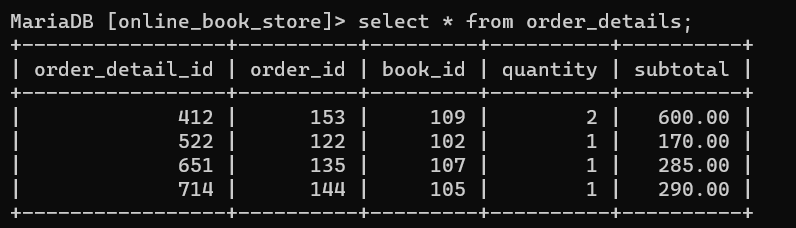 MariaDB [online_book_store]> select * from order_details;
+-----------------+----------+---------+----------+----------+
| order_detail_id | order_id | book_id | quantity | subtotal |
+-----------------+----------+---------+----------+----------+
|             412 |      153 |     109 |        2 |   600.00 |
|             522 |      122 |     102 |        1 |   170.00 |
|             651 |      135 |     107 |        1 |   285.00 |
|             714 |      144 |     105 |        1 |   290.00 |
+-----------------+----------+---------+----------+----------+